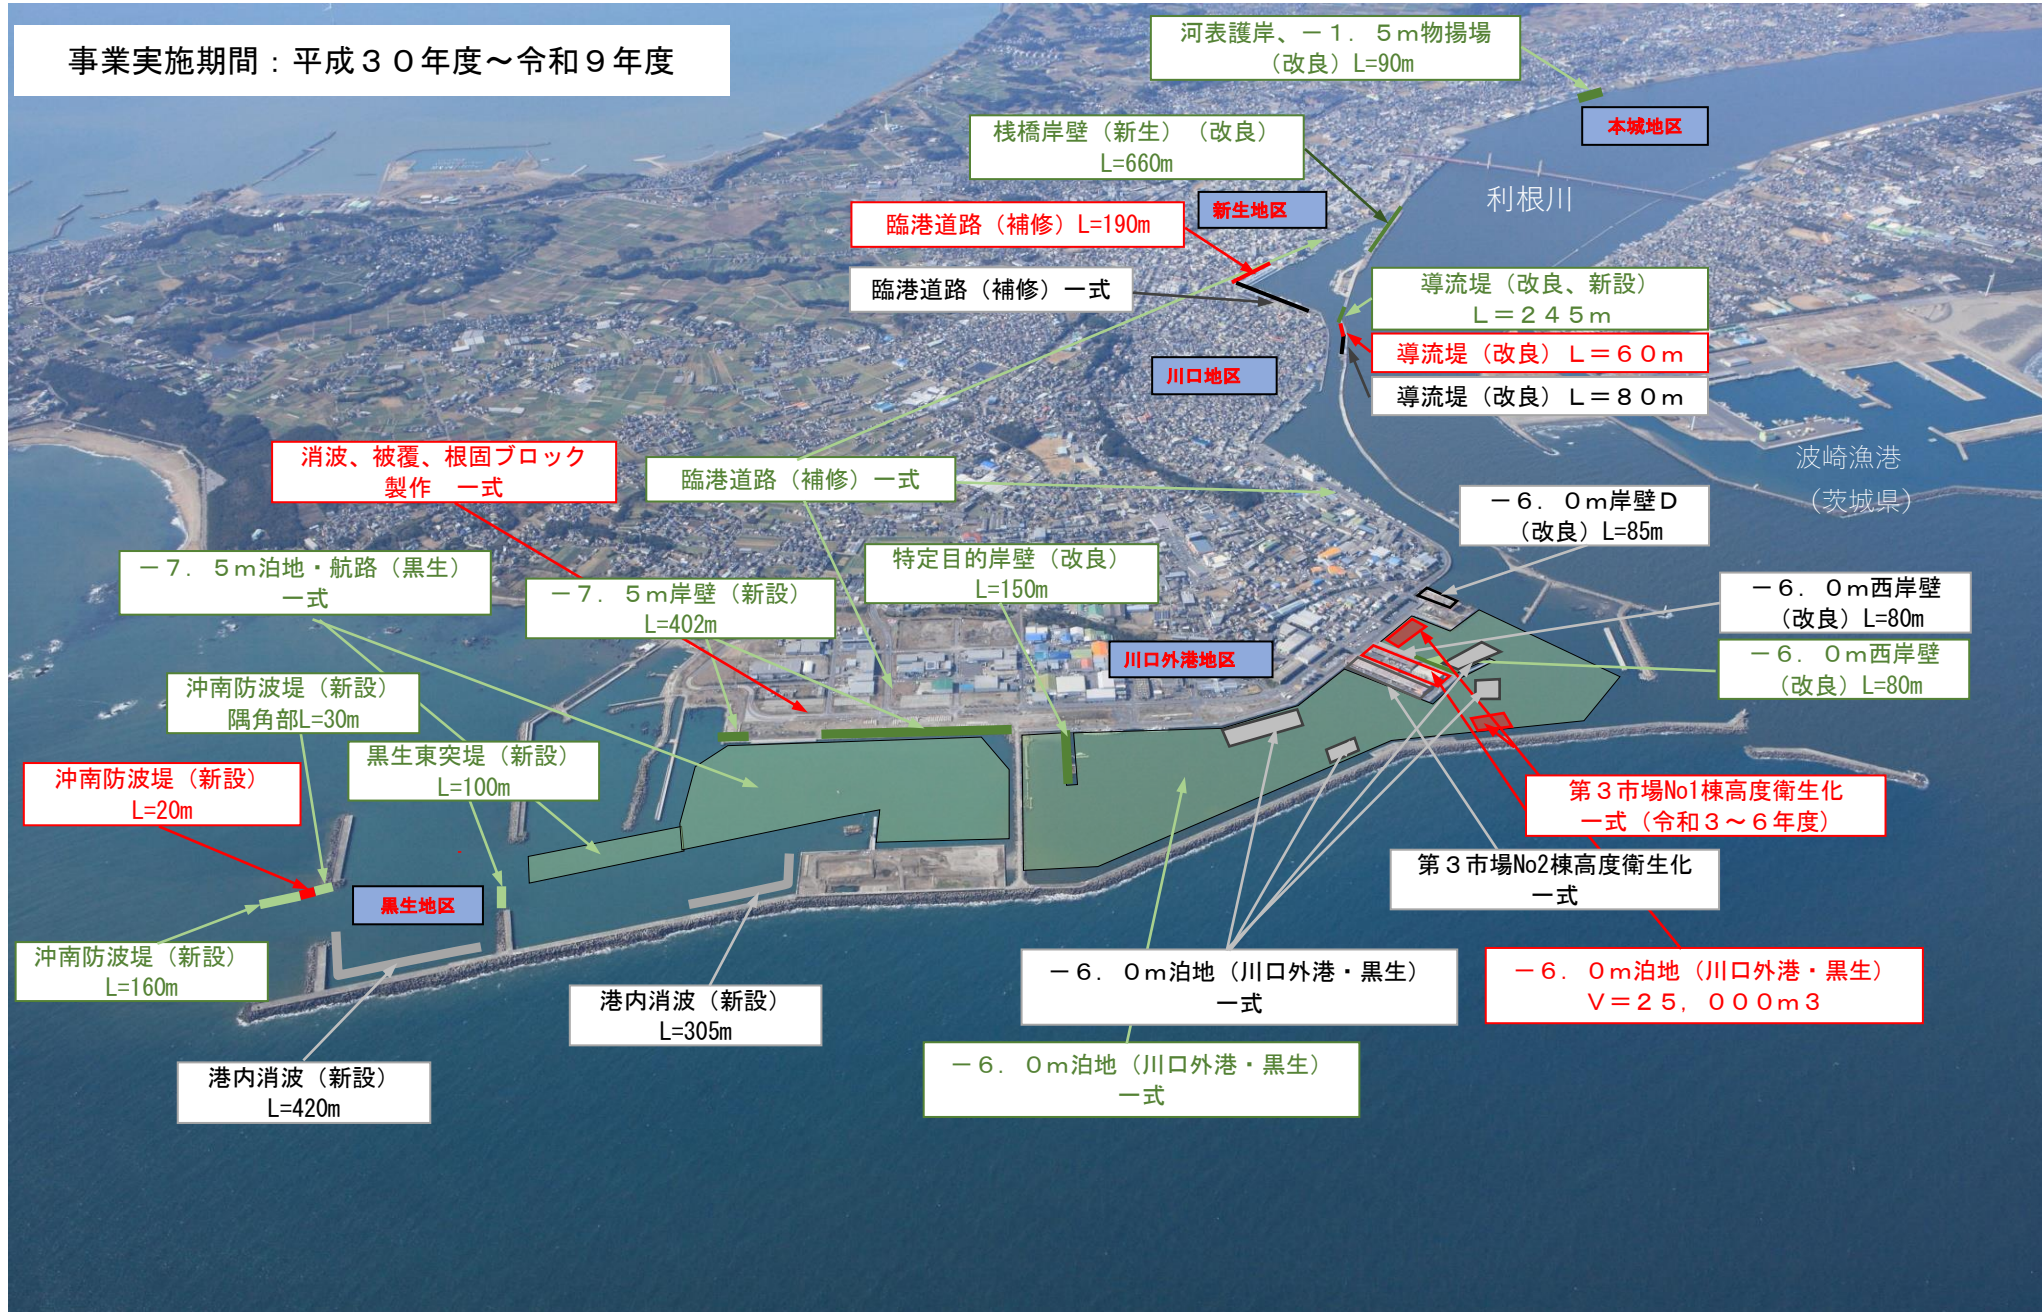 事業実施期間：平成３０年度～令和９年度
河表護岸、－１．５ｍ物揚場
（改良）L=90m
本城地区
桟橋岸壁（新生）（改良）
L=660m
利根川
新生地区
臨港道路（補修）L=190m
臨港道路（補修）一式
導流堤（改良、新設）
Ｌ＝２４５ｍ
導流堤（改良）Ｌ＝６０ｍ
導流堤（改良）Ｌ＝８０ｍ
川口地区
波崎漁港
（茨城県）
消波、被覆、根固ブロック
製作　一式
臨港道路（補修）一式
－６．０ｍ岸壁Ｄ
（改良）L=85m
－７．５ｍ泊地・航路（黒生）
一式
－７．５ｍ岸壁（新設）
L=402m
特定目的岸壁（改良）
L=150m
－６．０ｍ西岸壁
（改良）L=80m
川口外港地区
－６．０ｍ西岸壁
（改良）L=80m
沖南防波堤（新設）
隅角部L=30m
黒生東突堤（新設）
L=100m
沖南防波堤（新設）
L=20m
第３市場No1棟高度衛生化
一式（令和３～６年度）
第３市場No2棟高度衛生化
一式
黒生地区
沖南防波堤（新設）
L=160m
－６．０ｍ泊地（川口外港・黒生）
一式
－６．０ｍ泊地（川口外港・黒生）
Ｖ＝２５，０００ｍ３
港内消波（新設）
L=305m
－６．０ｍ泊地（川口外港・黒生）
一式
港内消波（新設）
L=420m